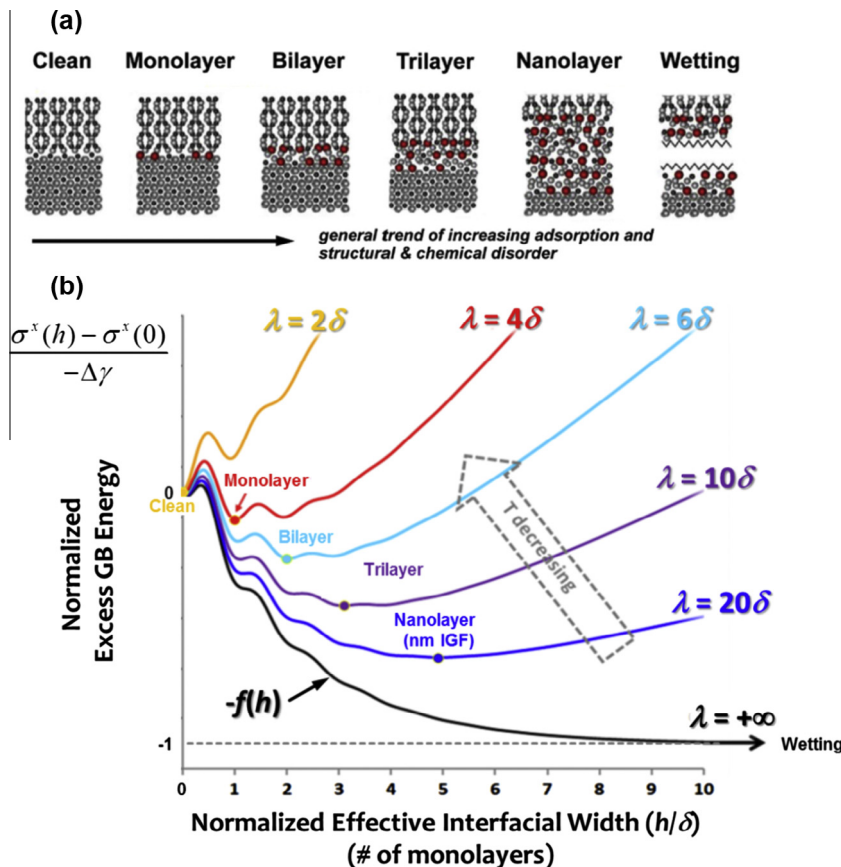 (a)
Clean Monolayer Bilayer Trilayer Nanolayer Wetting
general trend of increasing adsorption and
structural & chemical disorder
(b)
σˣ(h) − σˣ(0)
−Δγ
λ = 2δ
λ = 4δ
λ = 6δ
λ = 10δ
λ = 20δ
λ = +∞
Normalized
Excess GB Energy
0
-1
Clean
Monolayer
Bilayer
Trilayer
Nanolayer
(nm IGF)
T decreasing
-f(h)
Wetting
0 1 2 3 4 5 6 7 8 9 10
Normalized Effective Interfacial Width (h/δ)
(# of monolayers)